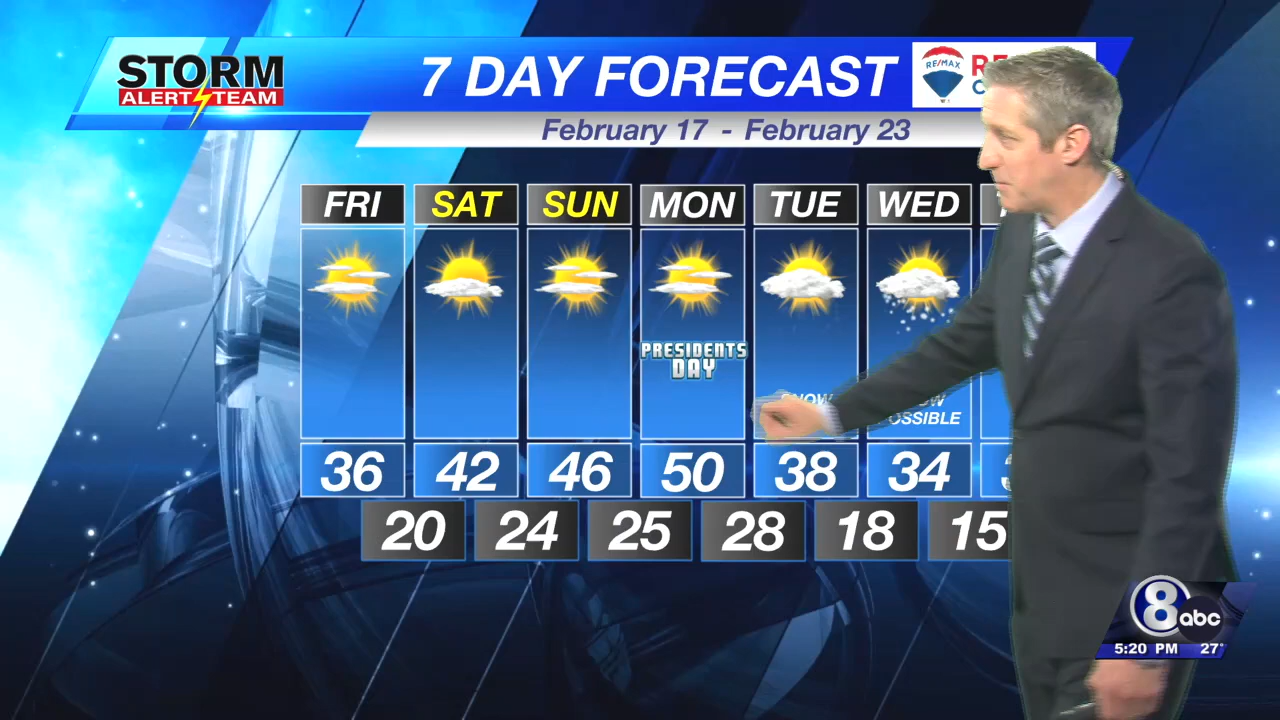 STORM
ALERT TEAM
7 DAY FORECAST
RE/MAX
February 17 - February 23
FRI SAT SUN MON TUE WED
PRESIDENTS
DAY
SNOW
POSSIBLE
36 42 46 50 38 34
20 24 25 28 18 15
8 abc
5:20 PM 27°